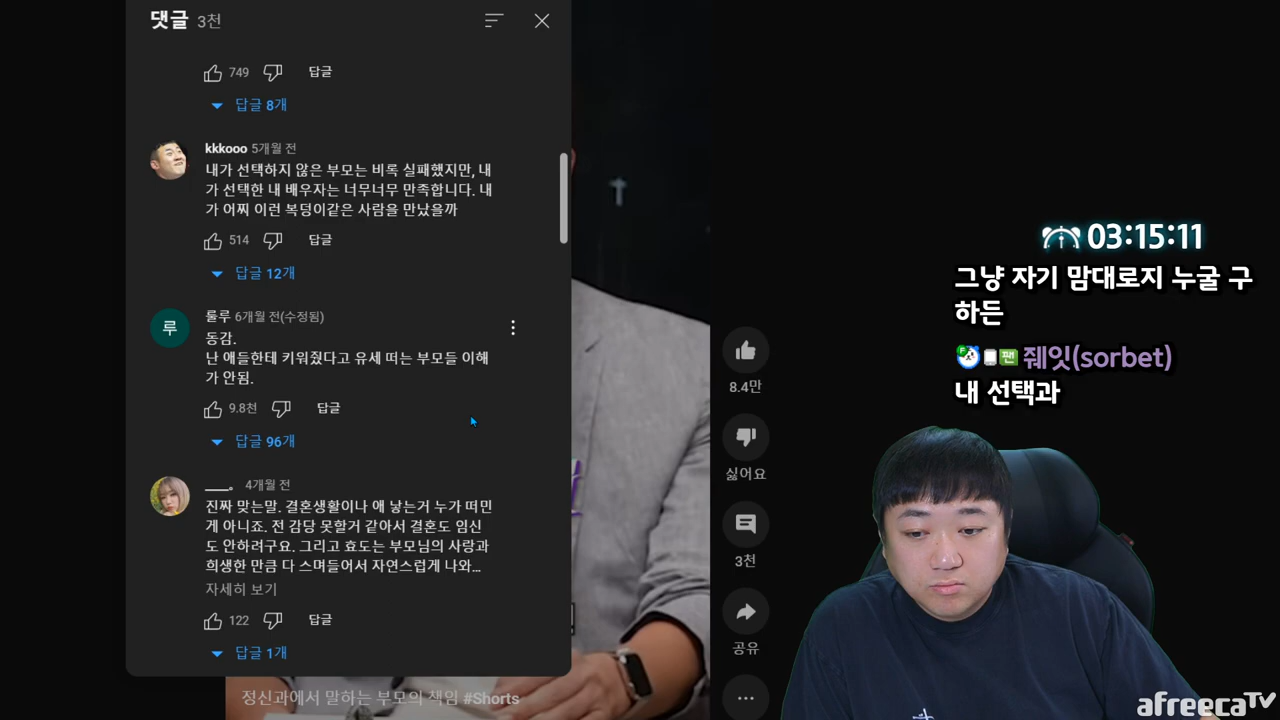 댓글 3천
749 답글
답글 8개
kkkooo 5개월 전
내가 선택하지 않은 부모는 비록 실패했지만, 내
가 선택한 내 배우자는 너무너무 만족합니다. 내
가 어찌 이런 복덩이같은 사람을 만났을까
514 답글
답글 12개
루
룰루 6개월 전(수정됨)
동감.
난 애들한테 키워줬다고 유세 떠는 부모들 이해
가 안됨.
9.8천 답글
답글 96개
____。 4개월 전
진짜 맞는말. 결혼생활이나 애 낳는거 누가 떠민
게 아니죠. 전 감당 못할거 같아서 결혼도 임신
도 안하려구요. 그리고 효도는 부모님의 사랑과
희생한 만큼 다 스며들어서 자연스럽게 나와...
자세히 보기
122 답글
답글 1개
정신과에서 말하는 부모의 책임 #Shorts
8.4만
싫어요
3천
공유
03:15:11
그냥 자기 맘대로지 누굴 구
하든
F 팬 줴잇(sorbet)
내 선택과
afreecaTV